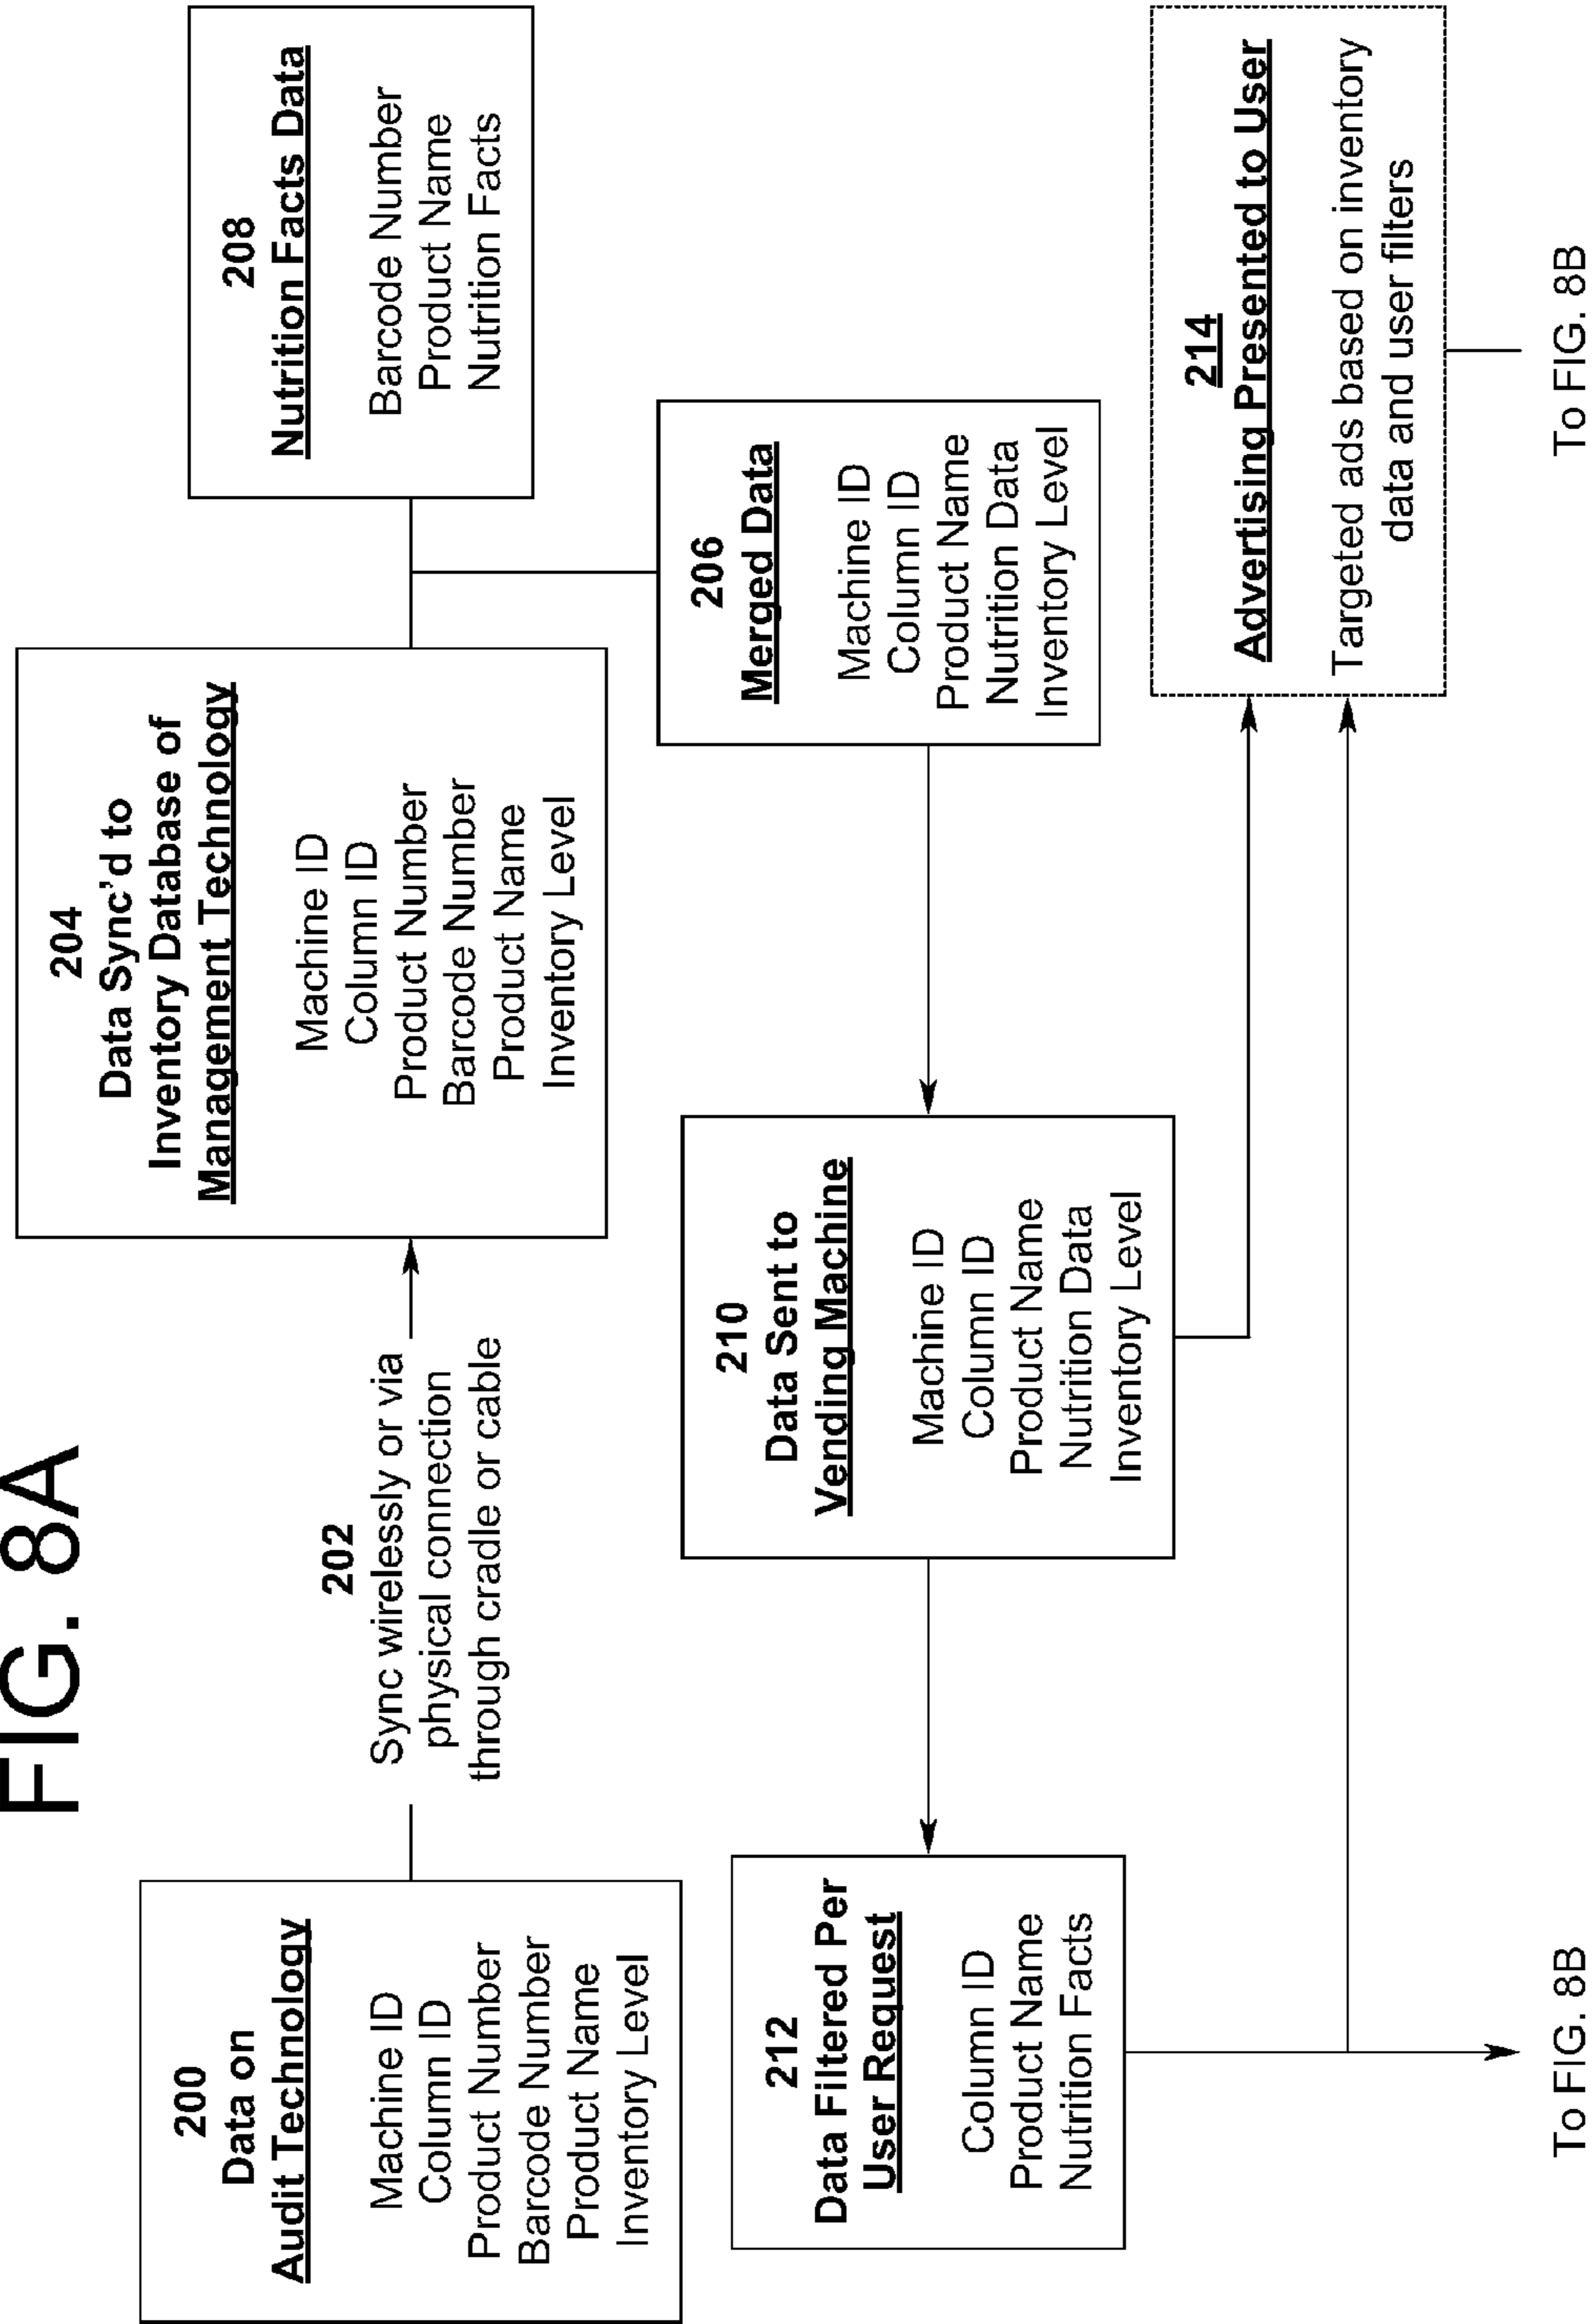 FIG. 8A
200
Data on
Audit Technology
Machine ID
Column ID
Product Number
Barcode Number
Product Name
Inventory Level
202
Sync wirelessly or via
physical connection
through cradle or cable
204
Data Sync'd to
Inventory Database of
Management Technology
Machine ID
Column ID
Product Number
Barcode Number
Product Name
Inventory Level
208
Nutrition Facts Data
Barcode Number
Product Name
Nutrition Facts
206
Merged Data
Machine ID
Column ID
Product Name
Nutrition Data
Inventory Level
210
Data Sent to
Vending Machine
Machine ID
Column ID
Product Name
Nutrition Data
Inventory Level
212
Data Filtered Per
User Request
Column ID
Product Name
Nutrition Facts
214
Advertising Presented to User
Targeted ads based on inventory
data and user filters
To FIG. 8B
To FIG. 8B